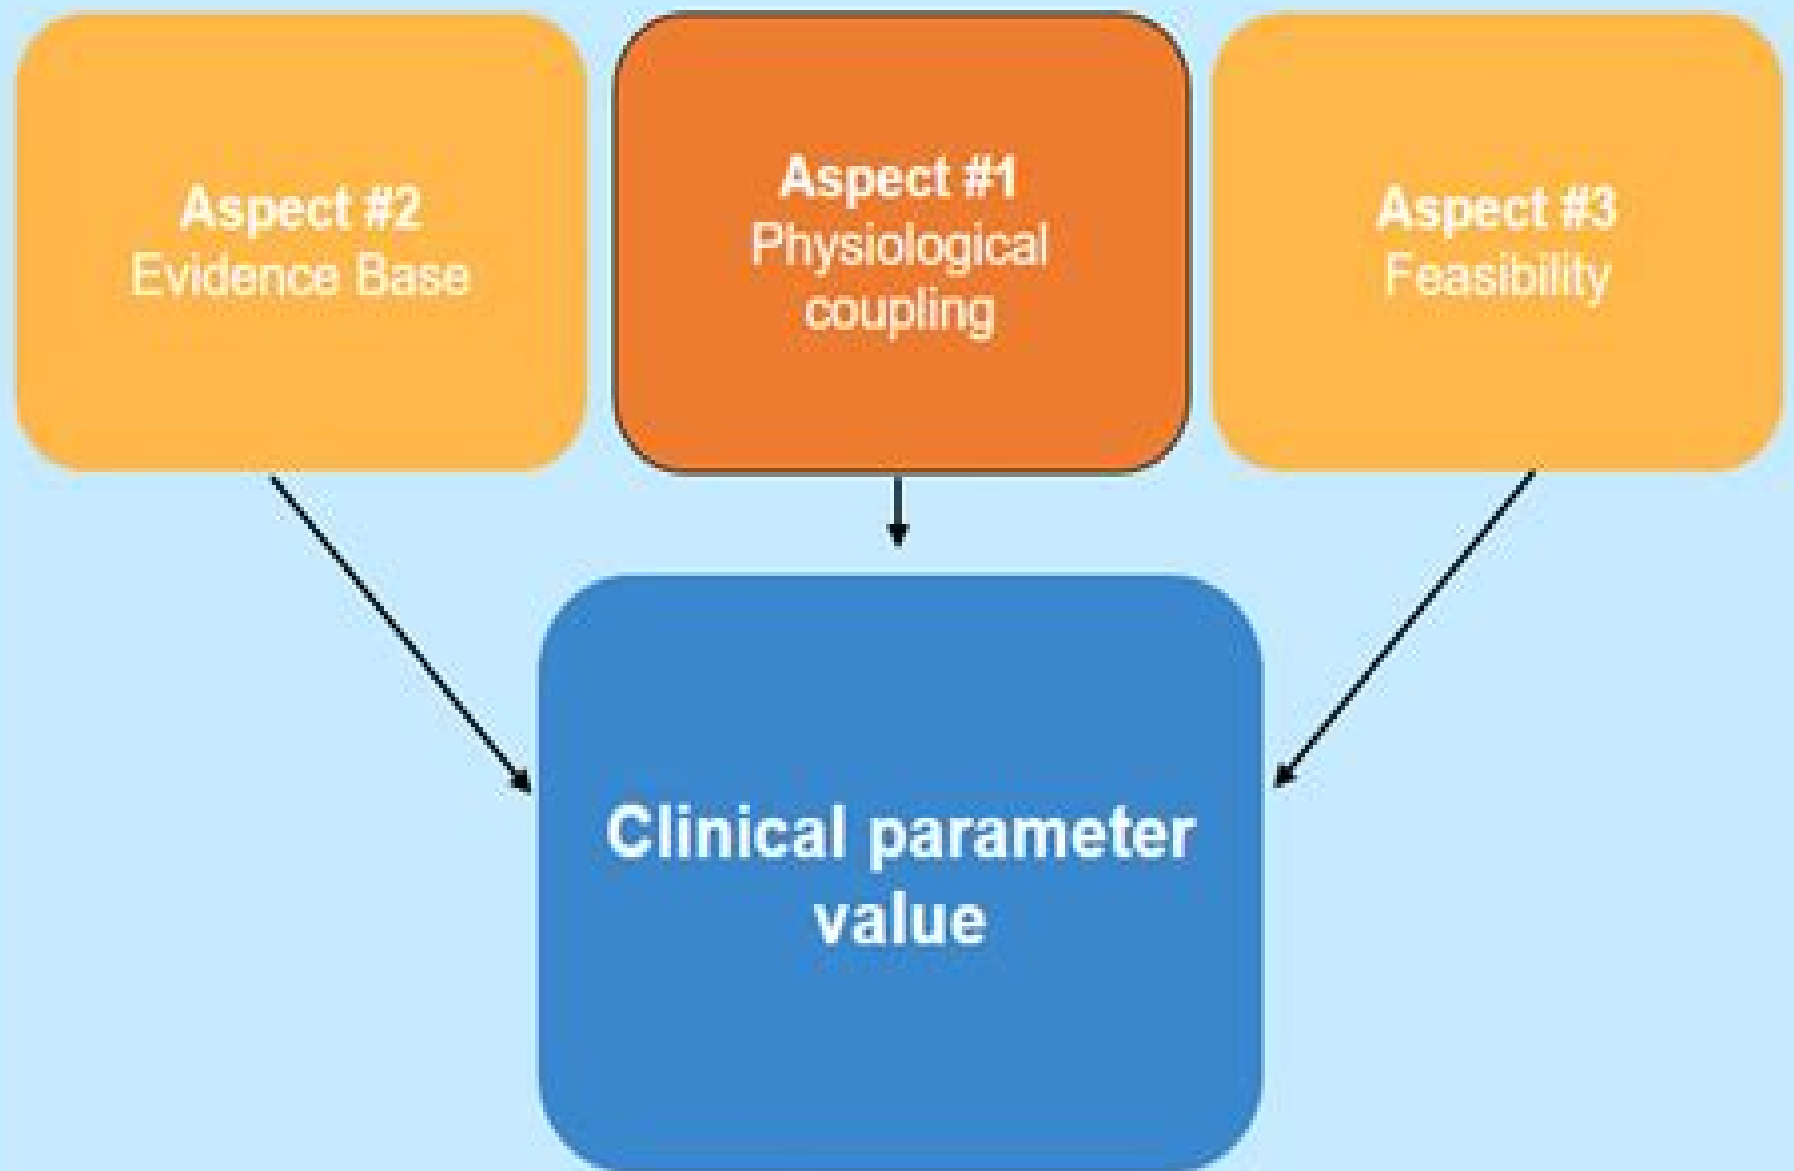 Aspect #2
Evidence Base
Aspect #1
Physiological
coupling
Aspect #3
Feasibility
Clinical parameter
value